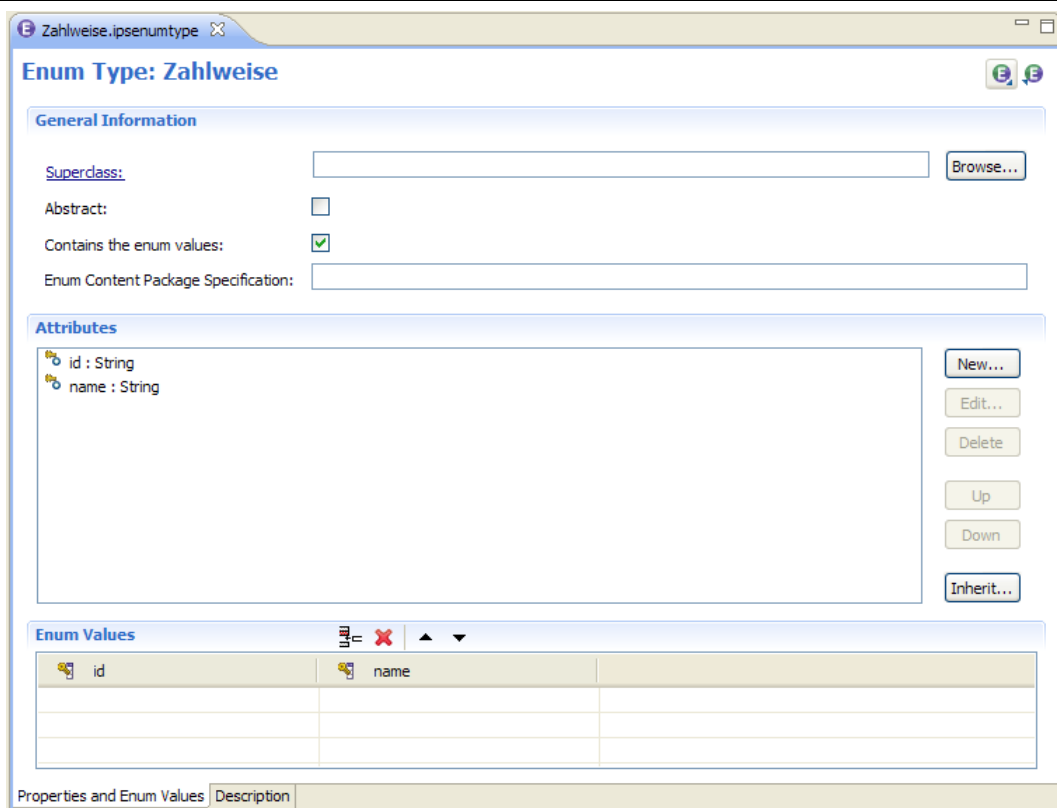 Zahlweise.ipsenumtype
Enum Type: Zahlweise
General Information
Superclass:
Browse...
Abstract:
Contains the enum values:
Enum Content Package Specification:
Attributes
id : String
name : String
New...
Edit...
Delete
Up
Down
Inherit...
Enum Values
id name
Properties and Enum Values Description